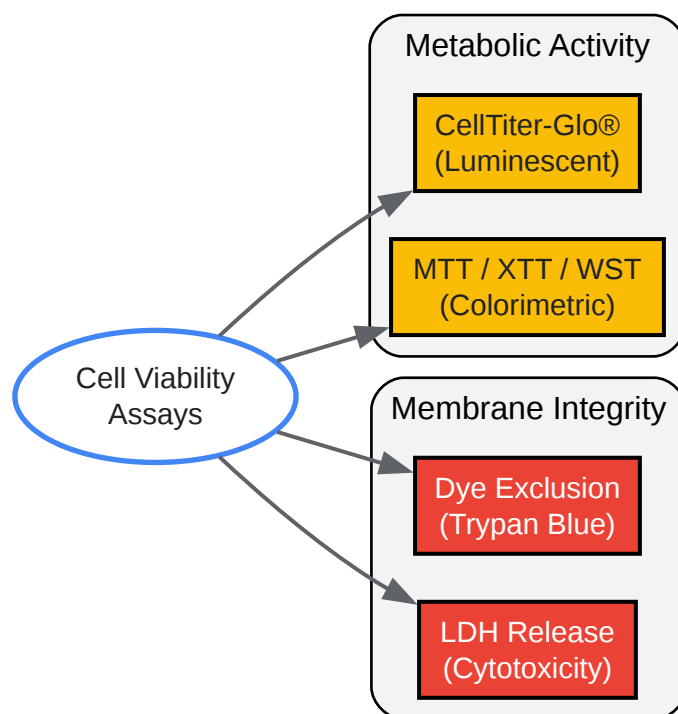 Metabolic Activity
CellTiter-Glo®
(Luminescent)
MTT / XTT / WST
(Colorimetric)
Cell Viability
Assays
Membrane Integrity
Dye Exclusion
(Trypan Blue)
LDH Release
(Cytotoxicity)